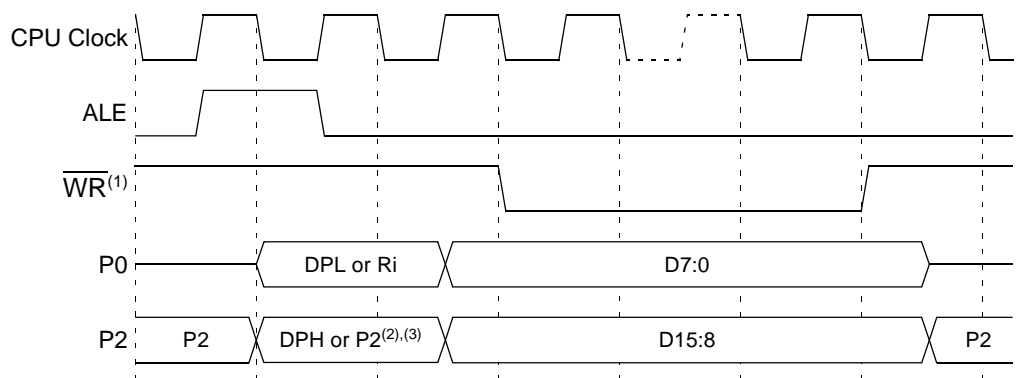 CPU Clock
ALE
WR(1)
P0 DPL or Ri D7:0
P2 P2 DPH or P2(2),(3) D15:8 P2